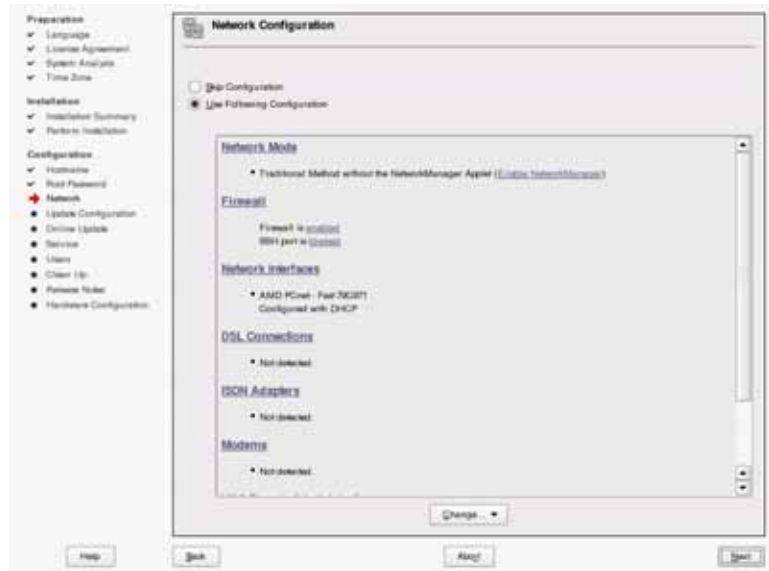 Preparation
Language
License Agreement
System Analysis
Time Zone
Installation
Installation Summary
Perform Installation
Configuration
Hostname
Root Password
Network
Update Configuration
Online Update
Service
Users
Clean Up
Release Notes
Hardware Configuration
Network Configuration
Skip Configuration
Use Following Configuration
Network Mode
Traditional Method without the NetworkManager Applet (Enable NetworkManager)
Firewall
Firewall is enabled
SSH port is blocked
Network Interfaces
AMD PCnet - Fast 79C971
Configured with DHCP
DSL Connections
Not detected.
ISDN Adapters
Not detected.
Modems
Not detected.
Change...
Help
Back
Abort
Next